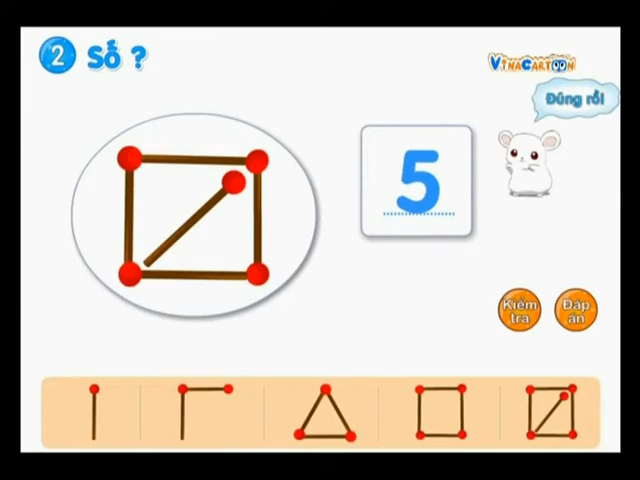 2 Số ?
VINACARTOON
Đúng rồi
5
Kiểm
tra
Đáp
án